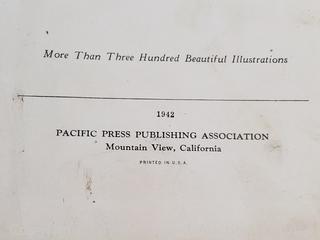 More Than Three Hundred Beautiful Illustrations
1942
PACIFIC PRESS PUBLISHING ASSOCIATION
Mountain View, California
PRINTED IN U.S.A.